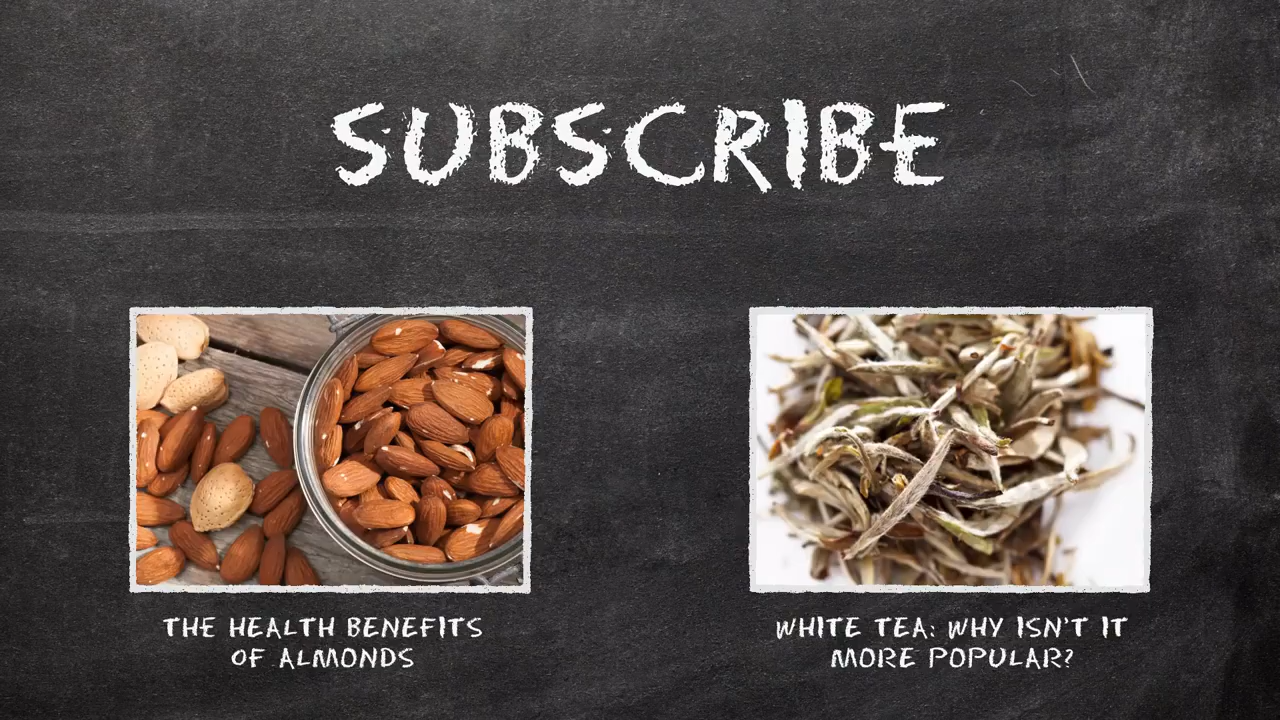 SUBSCRIBE
THE HEALTH BENEFITS
OF ALMONDS
WHITE TEA: WHY ISN'T IT
MORE POPULAR?